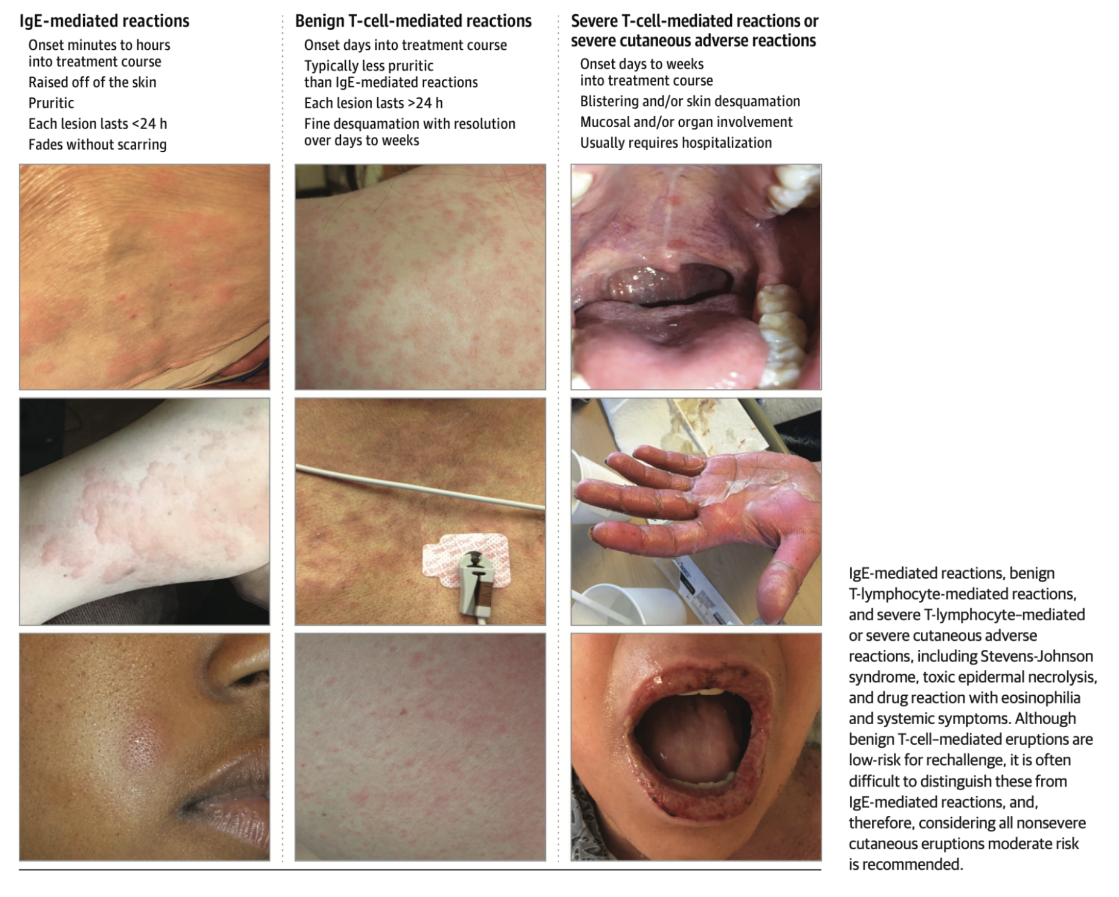 IgE-mediated reactions
Onset minutes to hours
into treatment course
Raised off of the skin
Pruritic
Each lesion lasts <24 h
Fades without scarring
Benign T-cell-mediated reactions
Onset days into treatment course
Typically less pruritic
than IgE-mediated reactions
Each lesion lasts >24 h
Fine desquamation with resolution
over days to weeks
Severe T-cell-mediated reactions or
severe cutaneous adverse reactions
Onset days to weeks
into treatment course
Blistering and/or skin desquamation
Mucosal and/or organ involvement
Usually requires hospitalization
IgE-mediated reactions, benign
T-lymphocyte-mediated reactions,
and severe T-lymphocyte–mediated
or severe cutaneous adverse
reactions, including Stevens-Johnson
syndrome, toxic epidermal necrolysis,
and drug reaction with eosinophilia
and systemic symptoms. Although
benign T-cell–mediated eruptions are
low-risk for rechallenge, it is often
difficult to distinguish these from
IgE-mediated reactions, and,
therefore, considering all nonsevere
cutaneous eruptions moderate risk
is recommended.